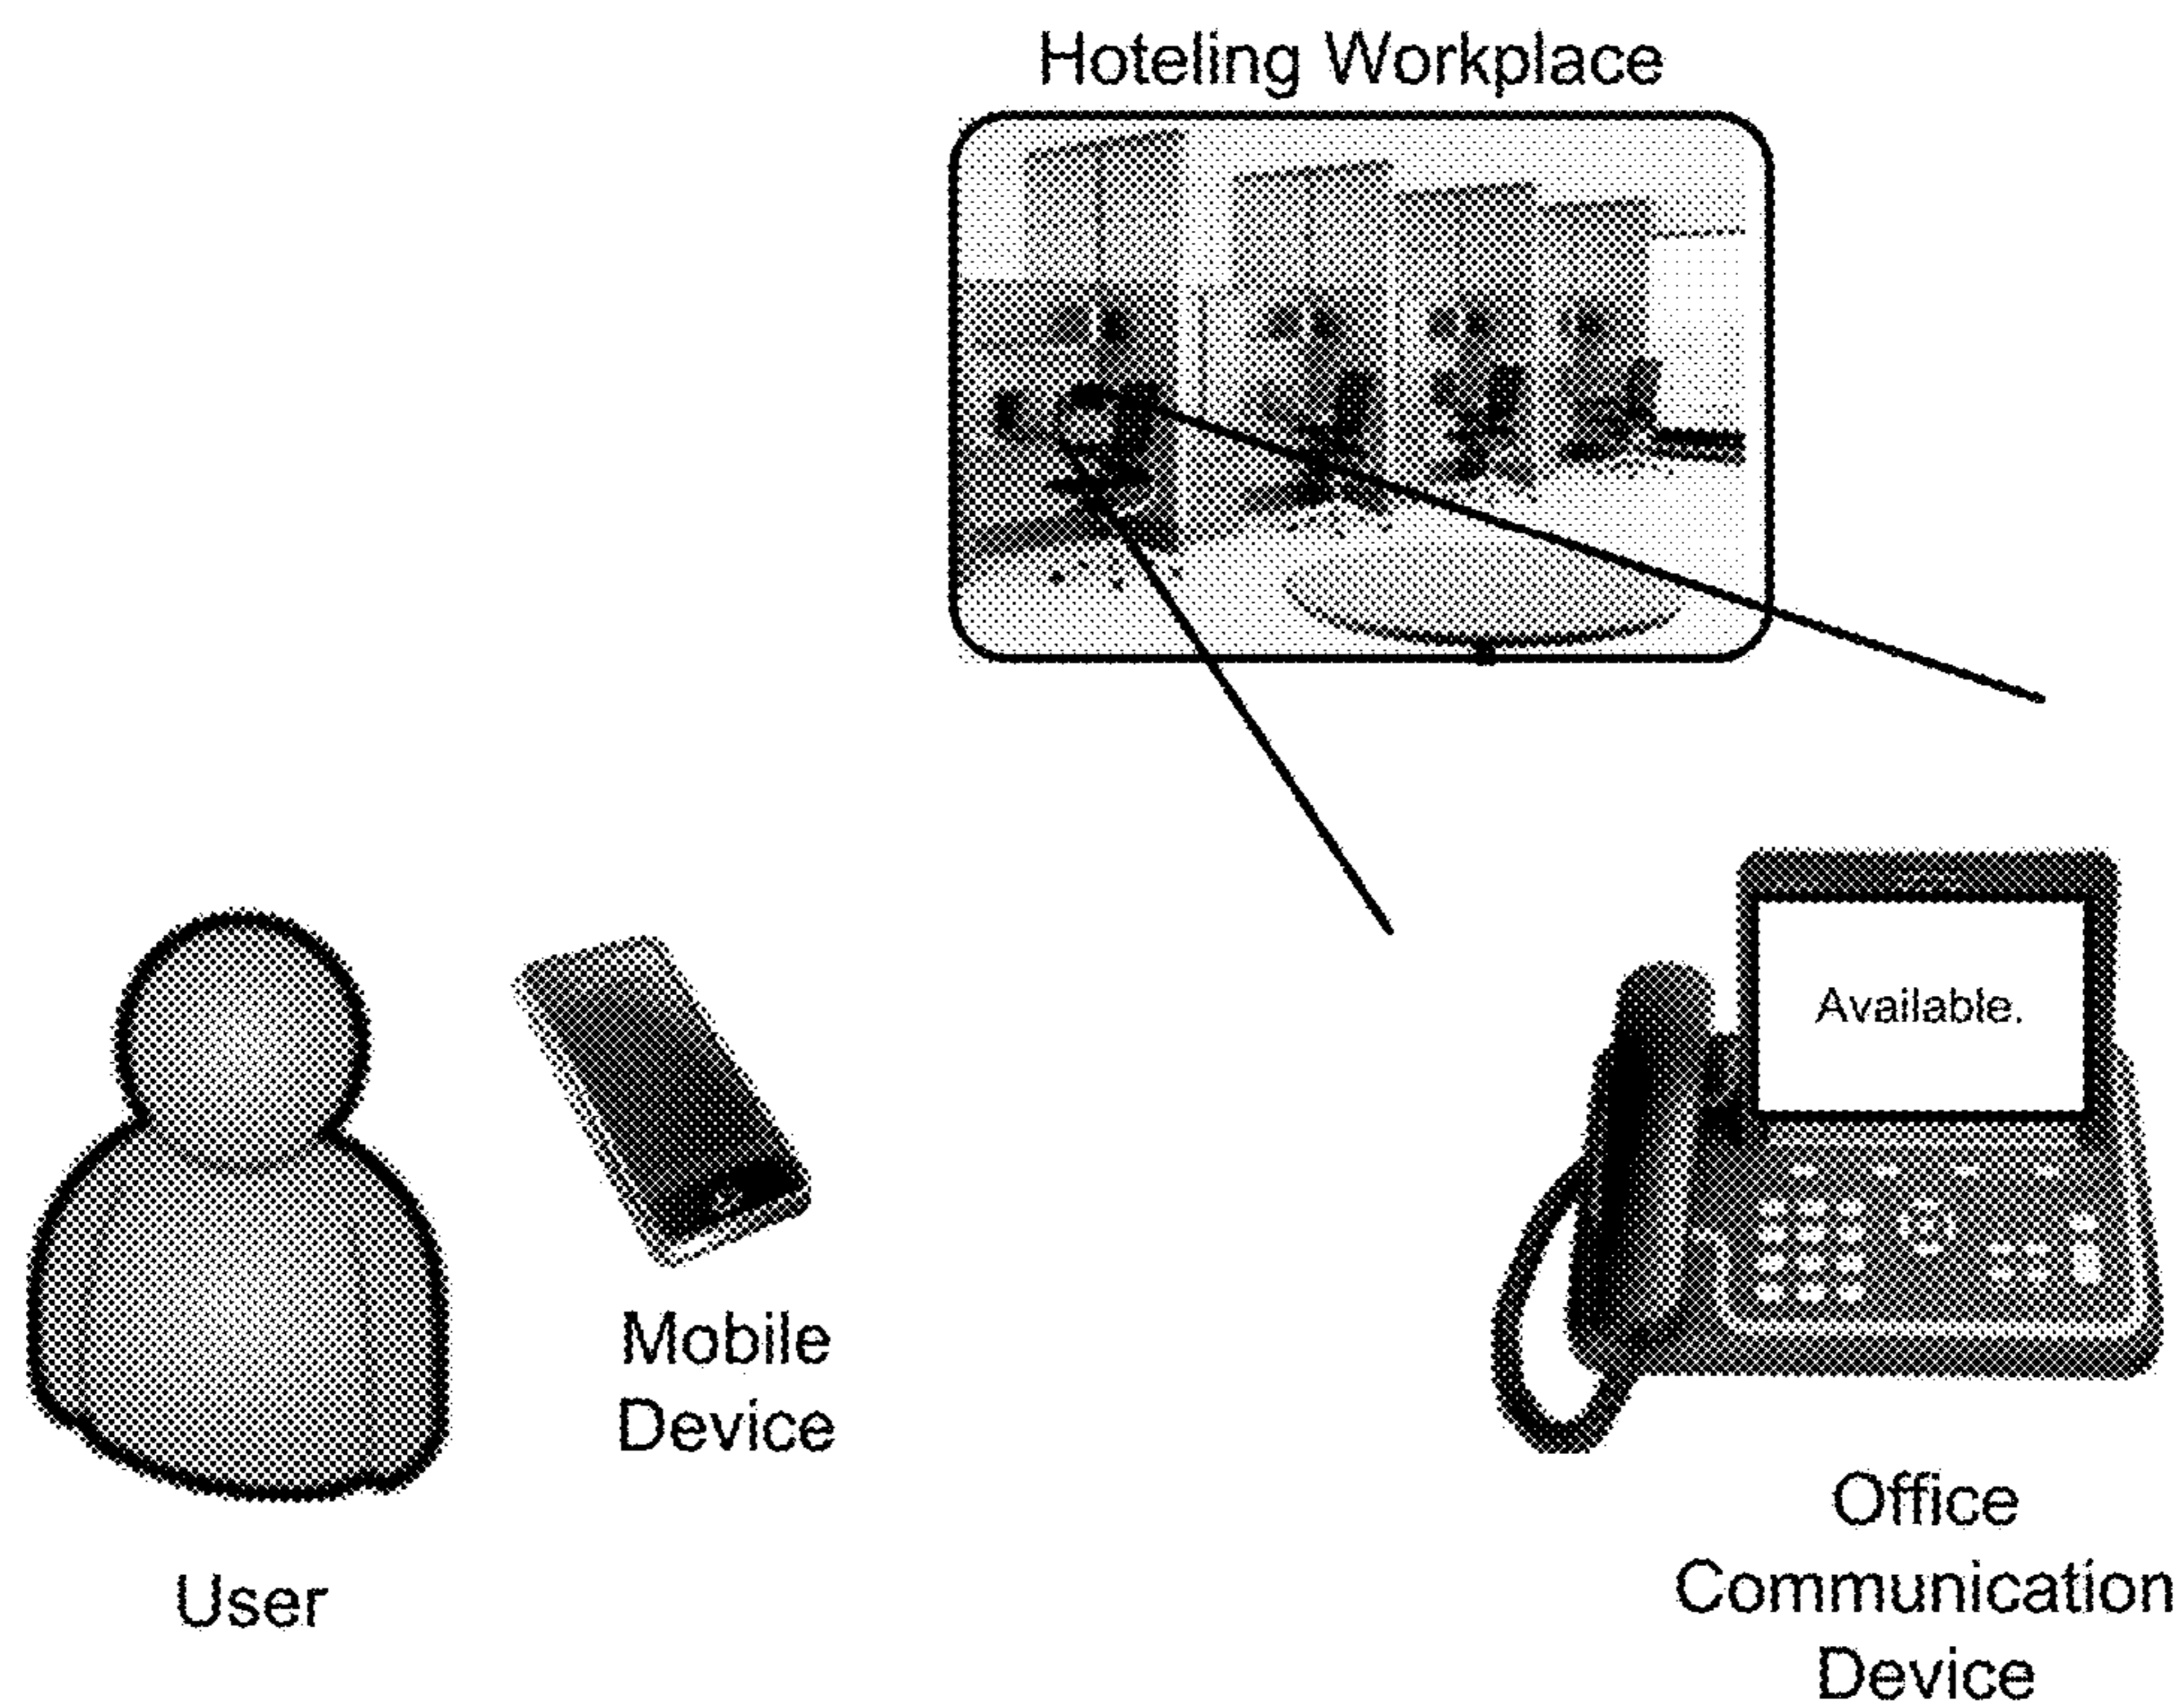 Hoteling Workplace
Available.
Mobile
Device
User
Office
Communication
Device